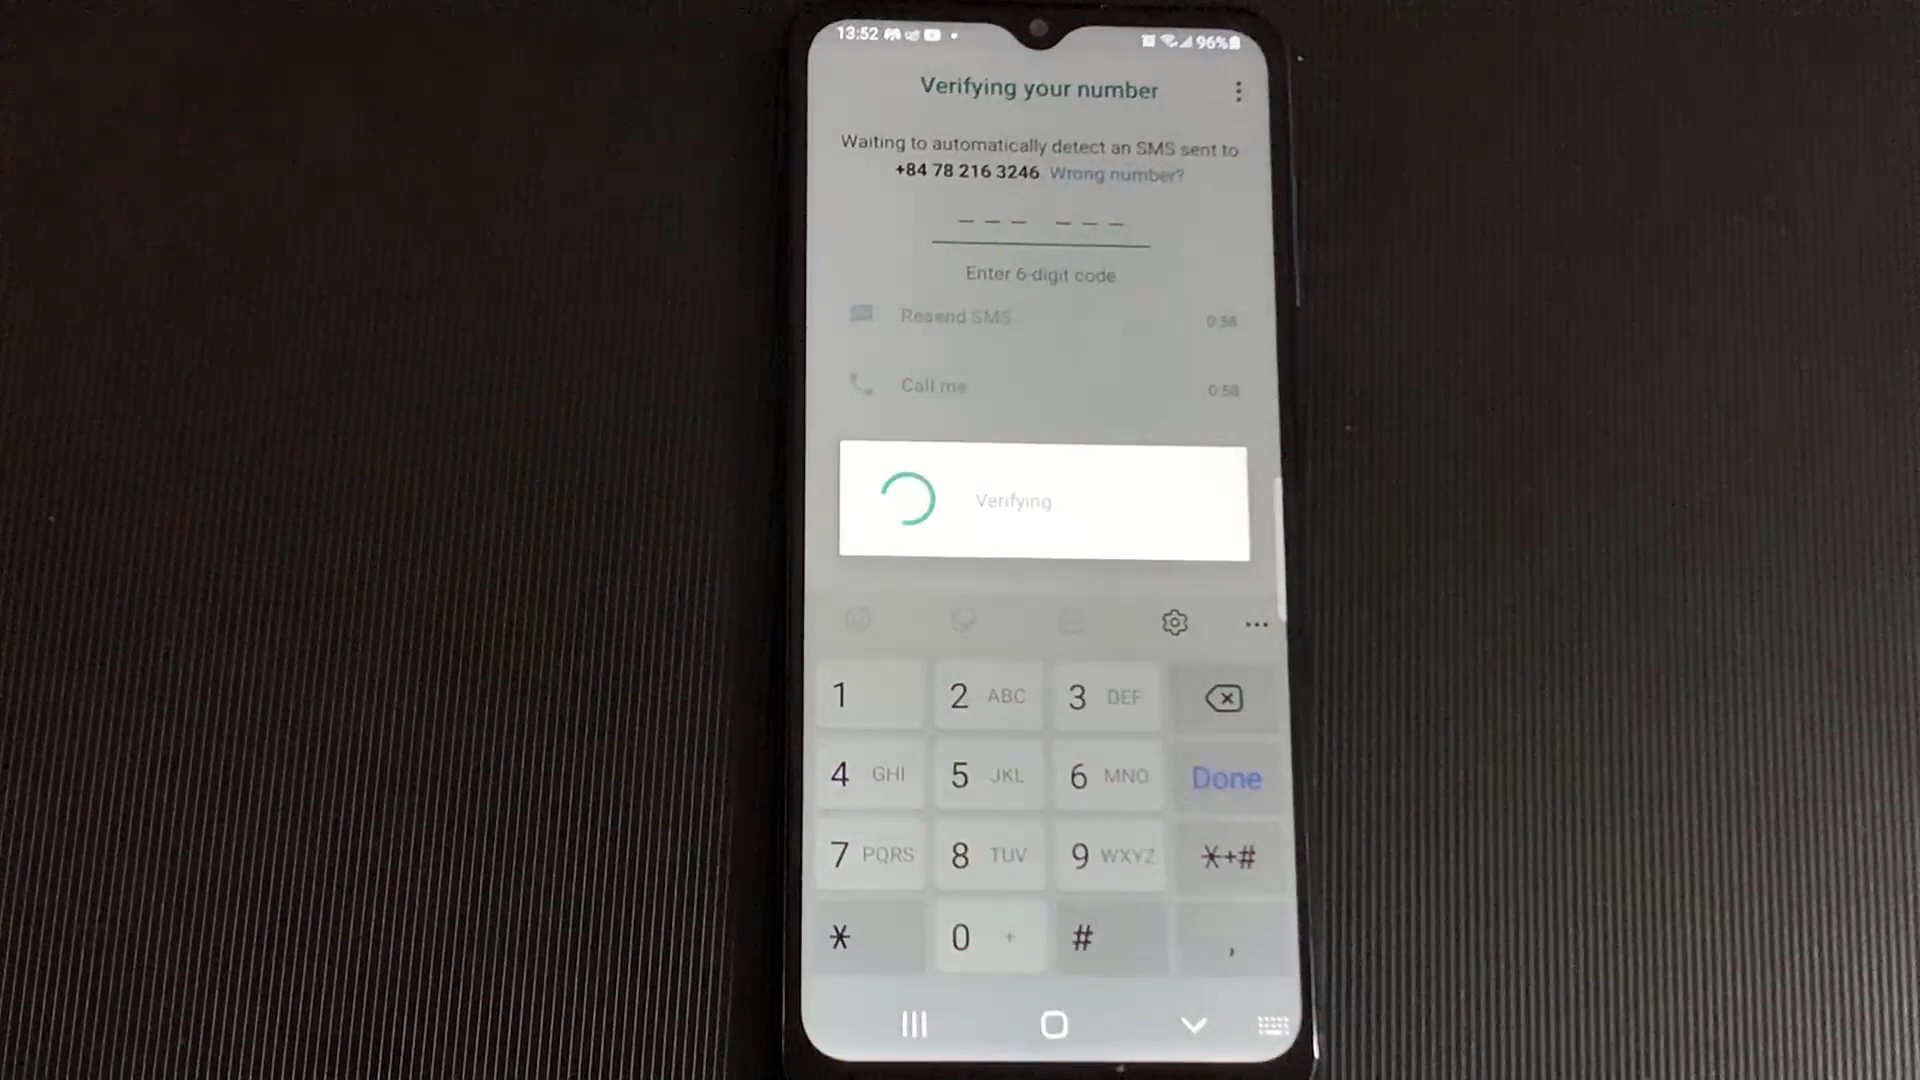 13:52
96%
Verifying your number
Waiting to automatically detect an SMS sent to
+84 78 216 3246. Wrong number?
Enter 6-digit code
Resend SMS 0:58
Call me 0:58
Verifying...
1 2 ABC 3 DEF
4 GHI 5 JKL 6 MNO Done
7 PQRS 8 TUV 9 WXYZ *+#
* 0 + # ,